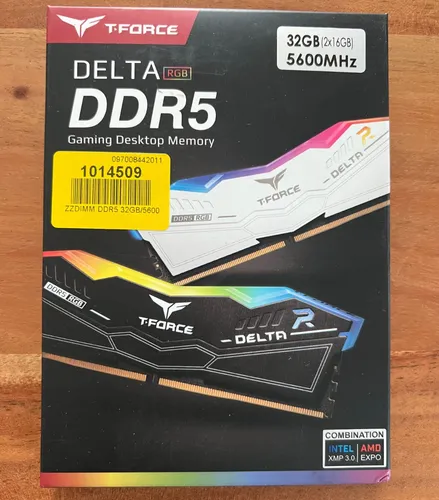 T-FORCE
32GB(2x16GB)
5600MHz
DELTA RGB
DDR5
Gaming Desktop Memory
097008442011
1014509
ZZDIMM DDR5 32GB/5600
T-FORCE
DELTA R
DDR5 RGB
DDR5 RGB
T-FORCE
DELTA R
COMBINATION
INTEL
XMP 3.0
AMD
EXPO